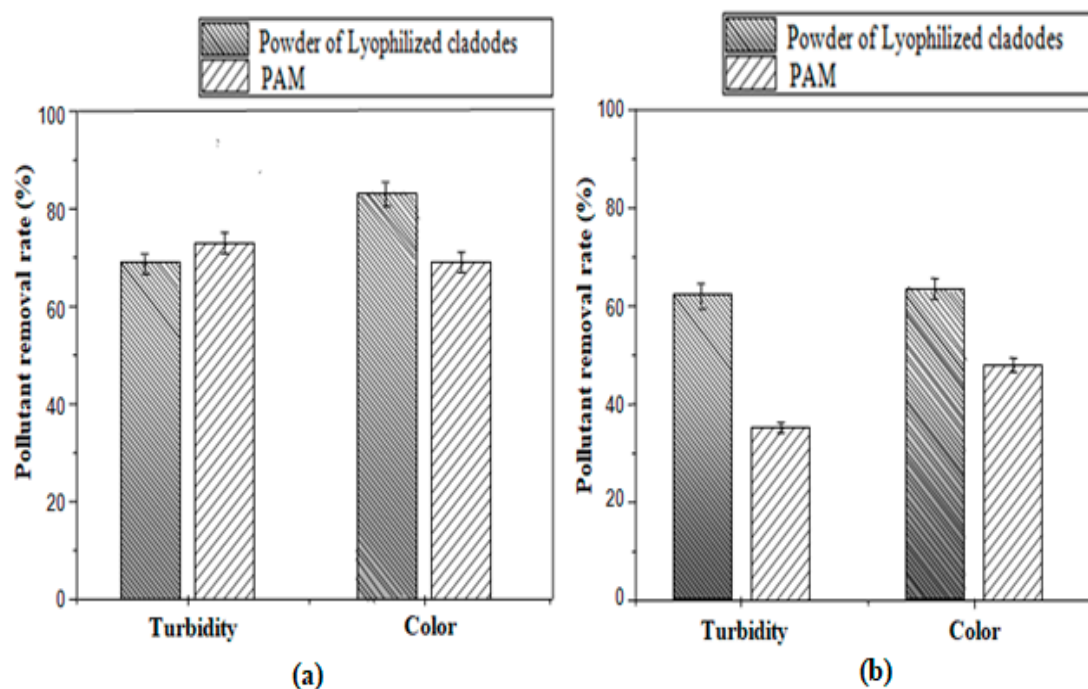 Powder of Lyophilized cladodes
PAM
Pollutant removal rate (%)
100
80
60
40
20
0
Turbidity
Color
(a)
Powder of Lyophilized cladodes
PAM
Pollutant removal rate (%)
100
80
60
40
20
0
Turbidity
Color
(b)